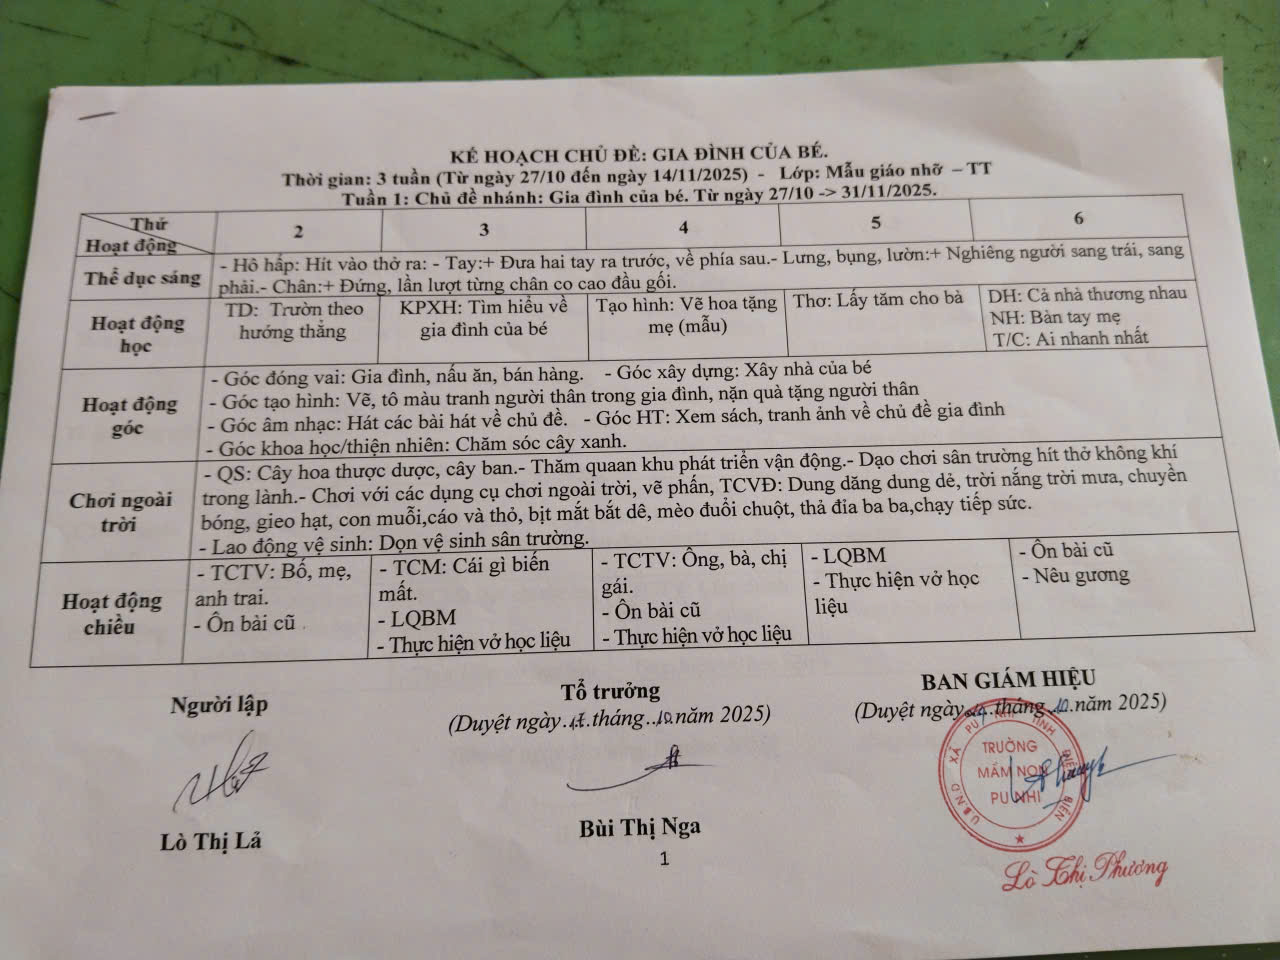 KẾ HOẠCH CHỦ ĐỀ: GIA ĐÌNH CỦA BÉ.
Thời gian: 3 tuần (Từ ngày 27/10 đến ngày 14/11/2025) - Lớp: Mẫu giáo nhỡ – TT
Tuần 1: Chủ đề nhánh: Gia đình của bé. Từ ngày 27/10 -> 31/11/2025.
Thứ
Hoạt động
2
3
4
5
6
Thể dục sáng
- Hô hấp: Hít vào thở ra: - Tay:+ Đưa hai tay ra trước, về phía sau.- Lưng, bụng, lườn:+ Nghiêng người sang trái, sang
phải.- Chân:+ Đứng, lần lượt từng chân co cao đầu gối.
Hoạt động
học
TD: Trườn theo
hướng thẳng
KPXH: Tìm hiểu về
gia đình của bé
Tạo hình: Vẽ hoa tặng
mẹ (mẫu)
Thơ: Lấy tăm cho bà
DH: Cả nhà thương nhau
NH: Bàn tay mẹ
T/C: Ai nhanh nhất
Hoạt động
góc
- Góc đóng vai: Gia đình, nấu ăn, bán hàng. - Góc xây dựng: Xây nhà của bé
- Góc tạo hình: Vẽ, tô màu tranh người thân trong gia đình, nặn quà tặng người thân
- Góc âm nhạc: Hát các bài hát về chủ đề. - Góc HT: Xem sách, tranh ảnh về chủ đề gia đình
- Góc khoa học/thiện nhiên: Chăm sóc cây xanh.
Chơi ngoài
trời
- QS: Cây hoa thược dược, cây ban.- Thăm quaan khu phát triển vận động.- Dạo chơi sân trường hít thở không khí
trong lành.- Chơi với các dụng cụ chơi ngoài trời, vẽ phấn, TCVĐ: Dung dăng dung dẻ, trời nắng trời mưa, chuyền
bóng, gieo hạt, con muỗi,cáo và thỏ, bịt mắt bắt dê, mèo đuổi chuột, thả đỉa ba ba,chạy tiếp sức.
- Lao động vệ sinh: Dọn vệ sinh sân trường.
Hoạt động
chiều
- TCTV: Bố, mẹ,
anh trai.
- Ôn bài cũ
- TCM: Cái gì biến
mất.
- LQBM
- Thực hiện vở học liệu
- TCTV: Ông, bà, chị
gái.
- Ôn bài cũ
- Thực hiện vở học liệu
- LQBM
- Thực hiện vở học
liệu
- Ôn bài cũ
- Nêu gương
Người lập
Lò Thị Lả
Tổ trưởng
(Duyệt ngày tháng 10 năm 2025)
Bùi Thị Nga
BAN GIÁM HIỆU
(Duyệt ngày tháng 10 năm 2025)
U.B.N.D XÃ PU NHI TỈNH ĐIỆN BIÊN
TRƯỜNG
MẦM NON
PU NHI
Lò Thị Phương
1